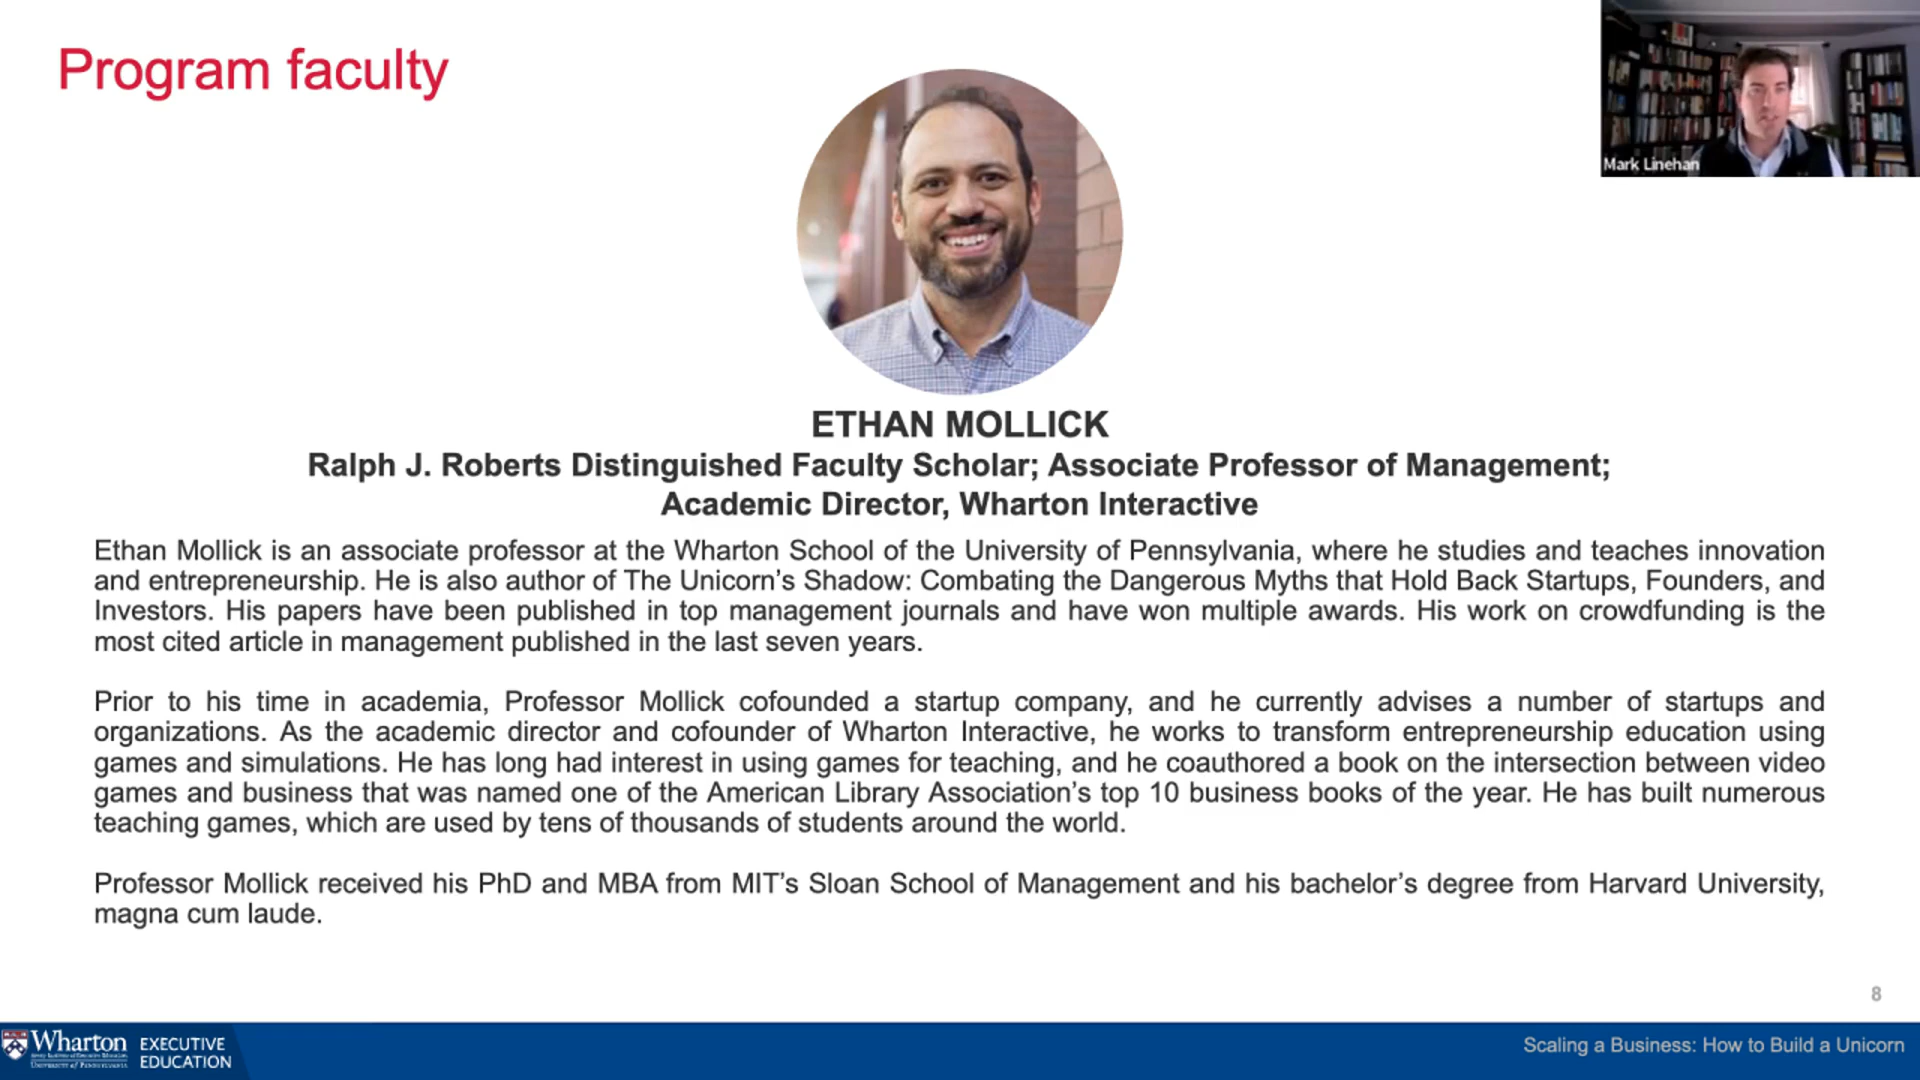 Program faculty
Mark Linehan
ETHAN MOLLICK
Ralph J. Roberts Distinguished Faculty Scholar; Associate Professor of Management;
Academic Director, Wharton Interactive
Ethan Mollick is an associate professor at the Wharton School of the University of Pennsylvania, where he studies and teaches innovation
and entrepreneurship. He is also author of The Unicorn’s Shadow: Combating the Dangerous Myths that Hold Back Startups, Founders, and
Investors. His papers have been published in top management journals and have won multiple awards. His work on crowdfunding is the
most cited article in management published in the last seven years.
Prior to his time in academia, Professor Mollick cofounded a startup company, and he currently advises a number of startups and
organizations. As the academic director and cofounder of Wharton Interactive, he works to transform entrepreneurship education using
games and simulations. He has long had interest in using games for teaching, and he coauthored a book on the intersection between video
games and business that was named one of the American Library Association’s top 10 business books of the year. He has built numerous
teaching games, which are used by tens of thousands of students around the world.
Professor Mollick received his PhD and MBA from MIT’s Sloan School of Management and his bachelor’s degree from Harvard University,
magna cum laude.
8
Wharton
UNIVERSITY of PENNSYLVANIA
EXECUTIVE
EDUCATION
Scaling a Business: How to Build a Unicorn